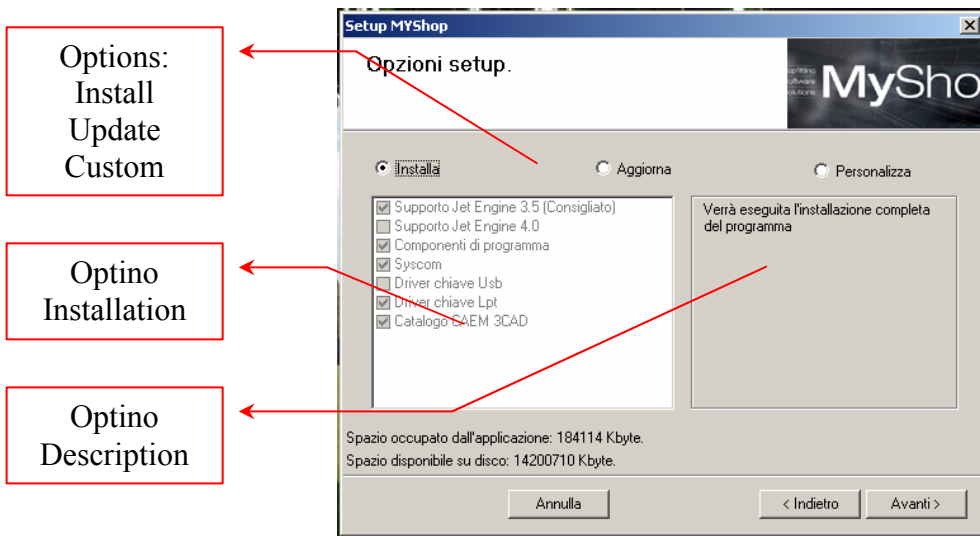 Options:
Install
Update
Custom
Optino
Installation
Optino
Description
Setup MYShop
Opzioni setup.
MySho
Installa
Aggiorna
Personalizza
Supporto Jet Engine 3.5 (Consigliato)
Supporto Jet Engine 4.0
Componenti di programma
Syscom
Driver chiave Usb
Driver chiave Lpt
Catalogo CAEM 3CAD
Verrà eseguita l'installazione completa
del programma
Spazio occupato dall'applicazione: 184114 Kbyte.
Spazio disponibile su disco: 14200710 Kbyte.
Annulla
< Indietro
Avanti >